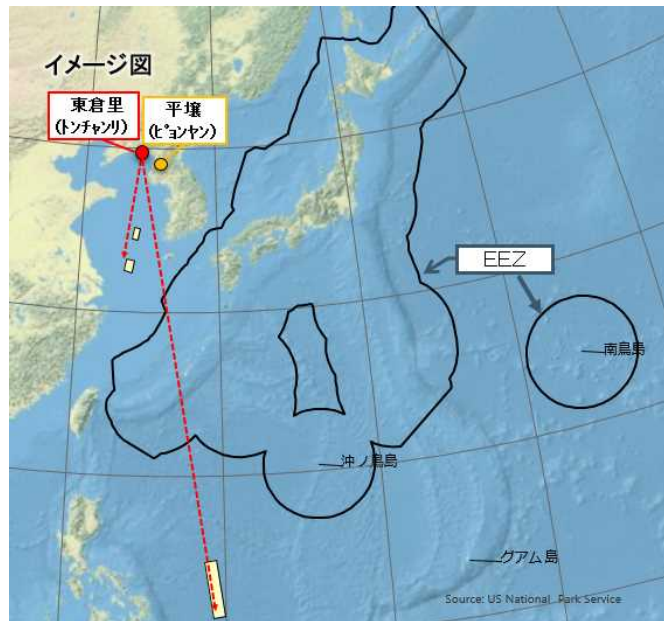 イメージ図
東倉里
(トンチャンリ)
平壌
(ピョンヤン)
EEZ
南鳥島
沖ノ鳥島
グアム島
Source: US National Park Service